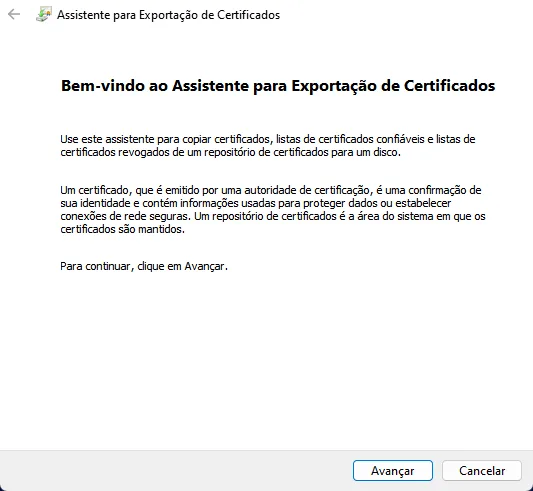 Assistente para Exportação de Certificados
Bem-vindo ao Assistente para Exportação de Certificados
Use este assistente para copiar certificados, listas de certificados confiáveis e listas de
certificados revogados de um repositório de certificados para um disco.
Um certificado, que é emitido por uma autoridade de certificação, é uma confirmação de
sua identidade e contém informações usadas para proteger dados ou estabelecer
conexões de rede seguras. Um repositório de certificados é a área do sistema em que os
certificados são mantidos.
Para continuar, clique em Avançar.
Avançar
Cancelar